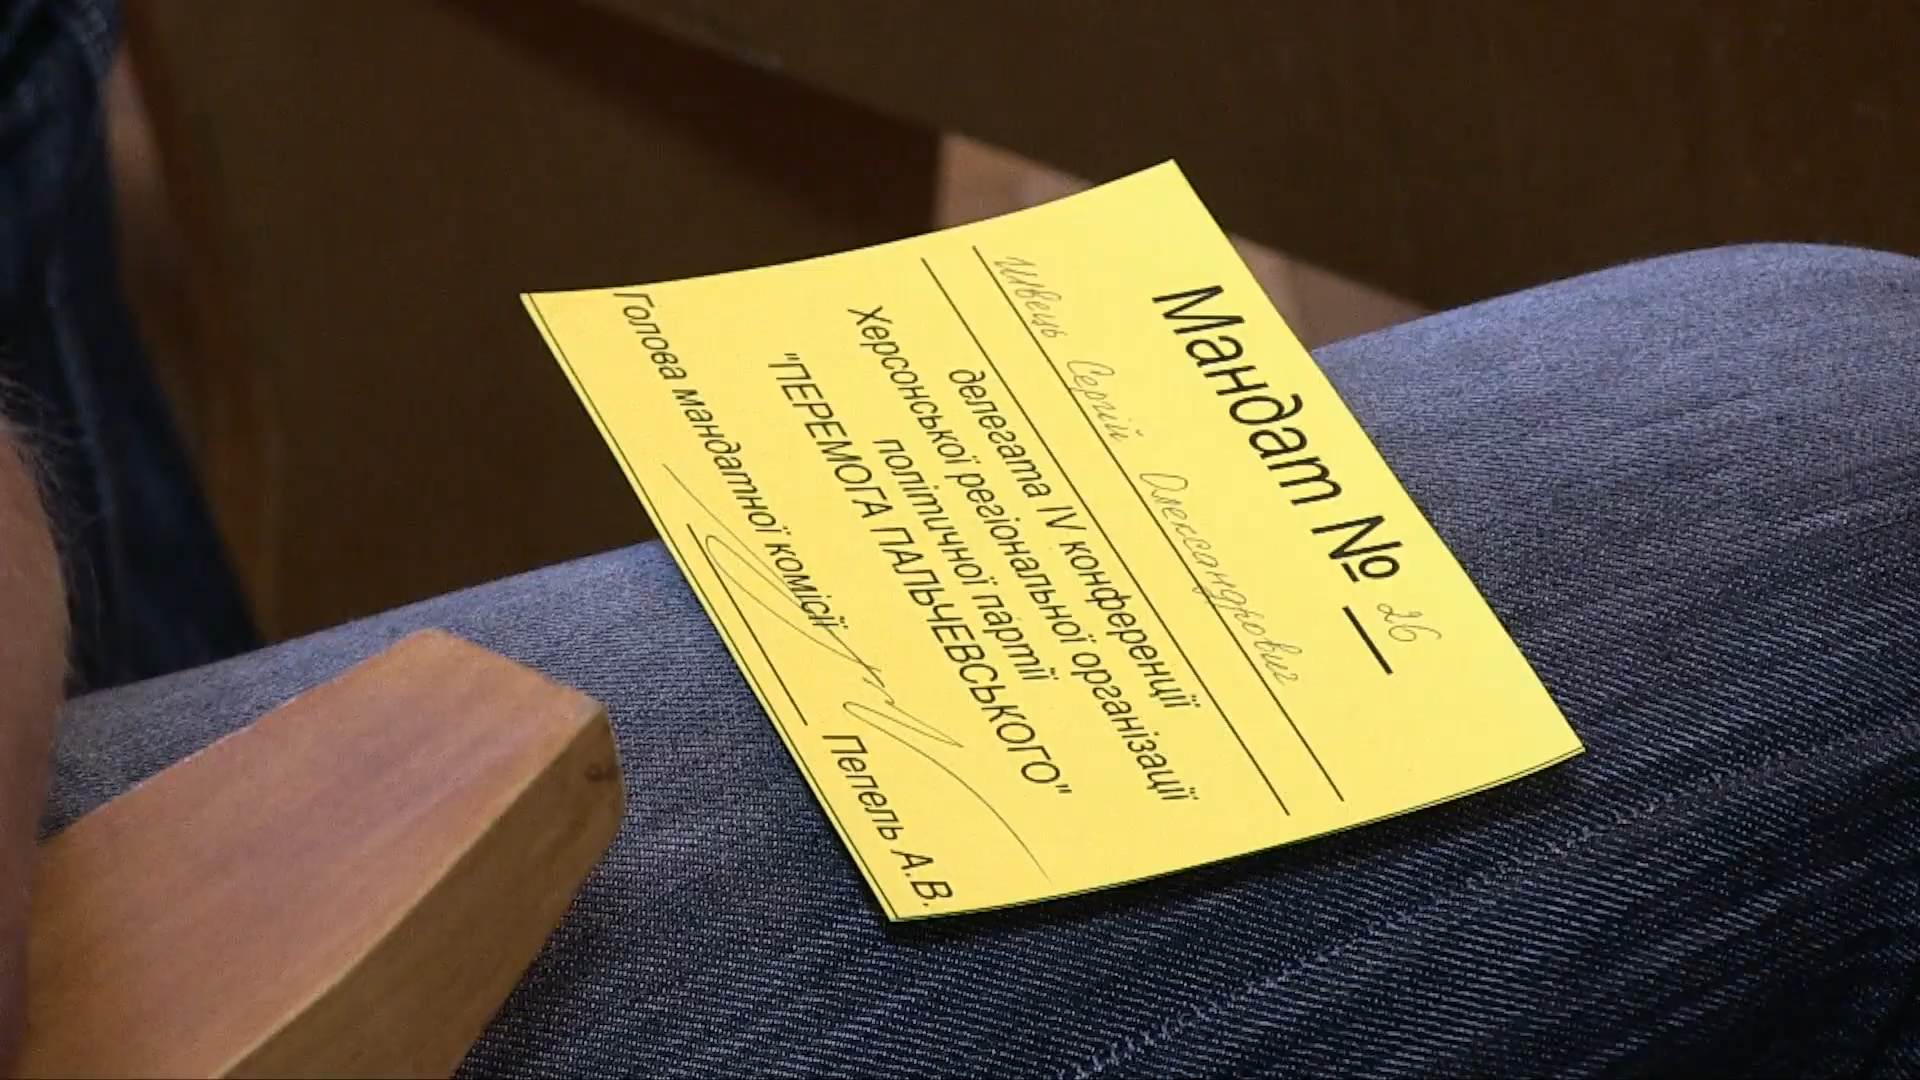 Мандат № 26
Швець Сергій Олександрович
делегата IV конференції
Херсонської регіональної організації
політичної партії
"ПЕРЕМОГА ПАЛЬЧЕВСЬКОГО"
Голова мандатної комісії Пепель А.В.